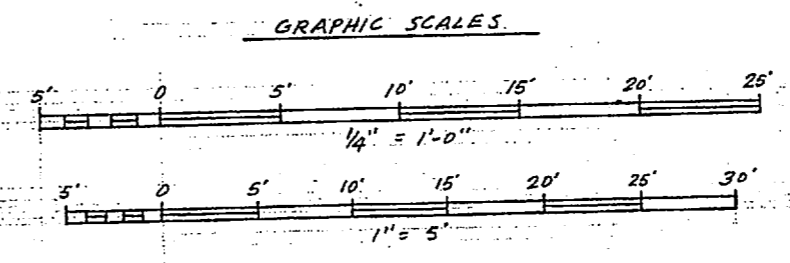 GRAPHIC SCALES.
5' 0 5' 10' 15' 20' 25'
1/4" = 1'-0"
5' 0 5' 10' 15' 20' 25' 30'
1" = 5'